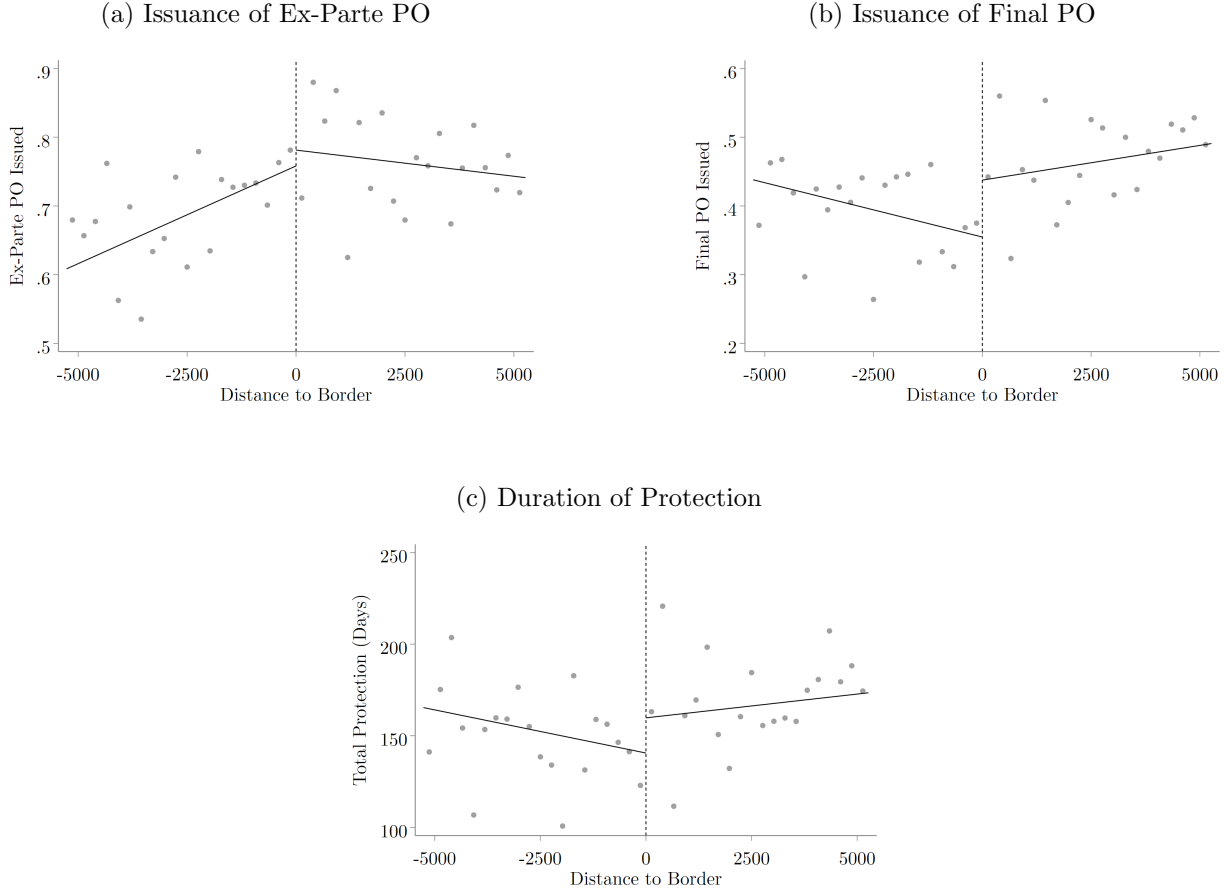 (a) Issuance of Ex-Parte PO
Ex-Parte PO Issued
.9
.8
.7
.6
.5
-5000 -2500 0 2500 5000
Distance to Border
(b) Issuance of Final PO
Final PO Issued
.6
.5
.4
.3
.2
-5000 -2500 0 2500 5000
Distance to Border
(c) Duration of Protection
Total Protection (Days)
250
200
150
100
-5000 -2500 0 2500 5000
Distance to Border